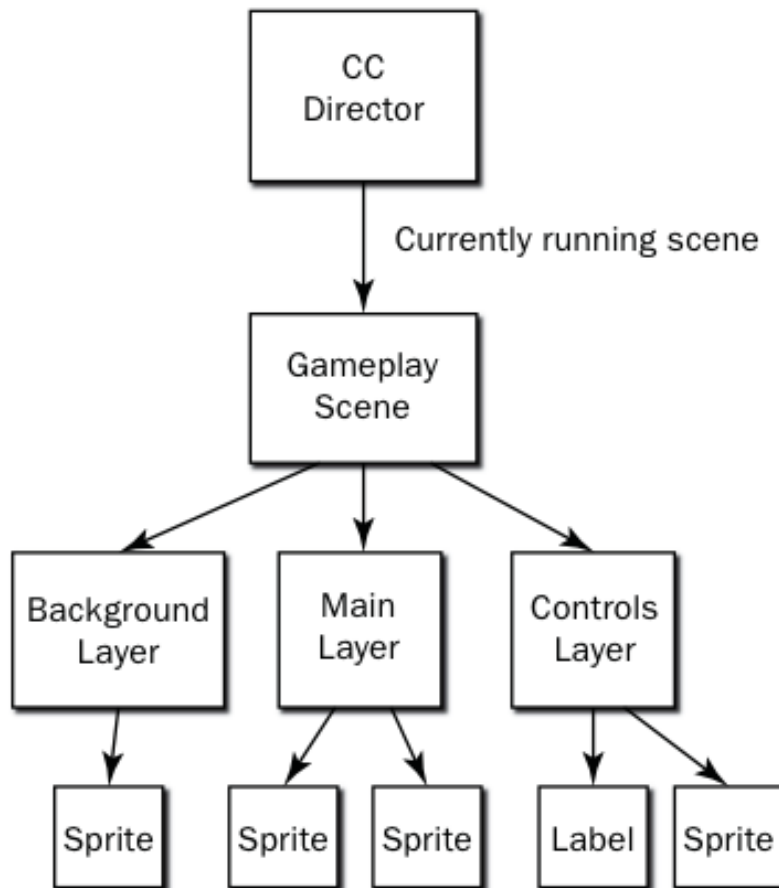 CC
Director
Currently running scene
Gameplay
Scene
Background
Layer
Main
Layer
Controls
Layer
Sprite
Sprite
Sprite
Label
Sprite